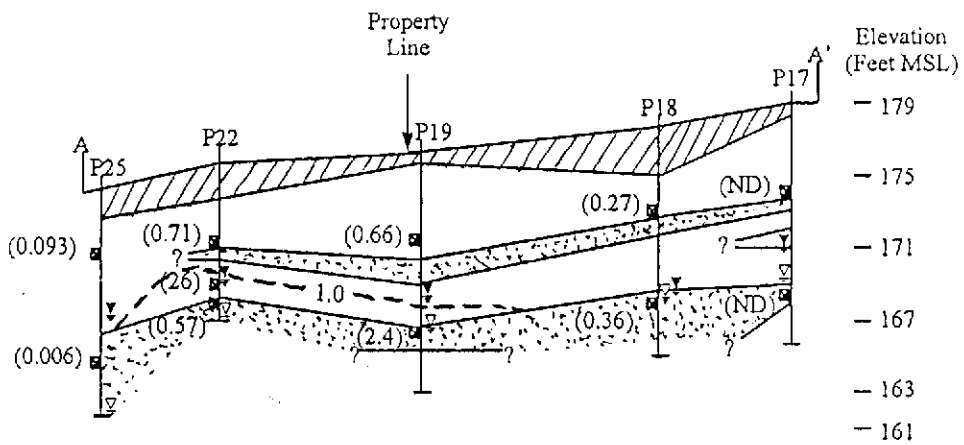 Property
Line
Elevation
(Feet MSL)
A'
P17
179
P18
P19
P22
A
P25
175
(ND)
(0.27)
(0.093)
(0.71)
(0.66)
?
171
?
(26)
1.0
(0.57)
(2.4)
(0.36)
(ND)
167
?
?
?
(0.006)
163
161